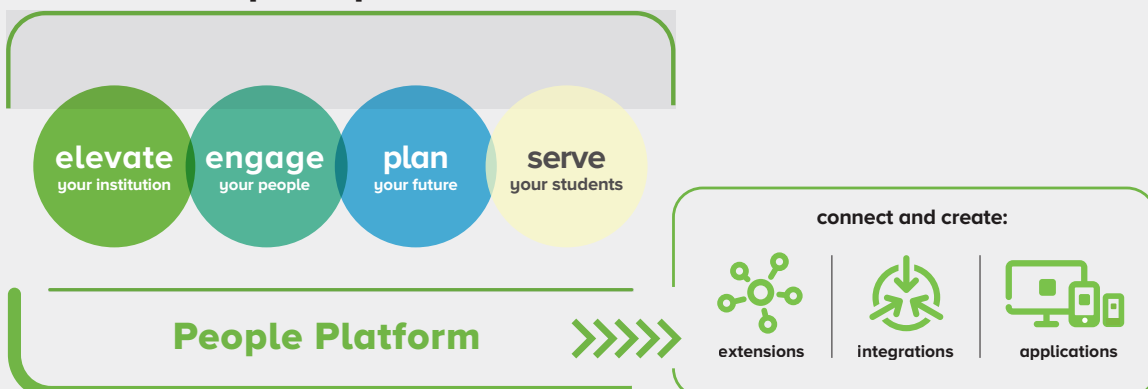 elevate
your institution
engage
your people
plan
your future
serve
your students
connect and create:
extensions
integrations
applications
People Platform